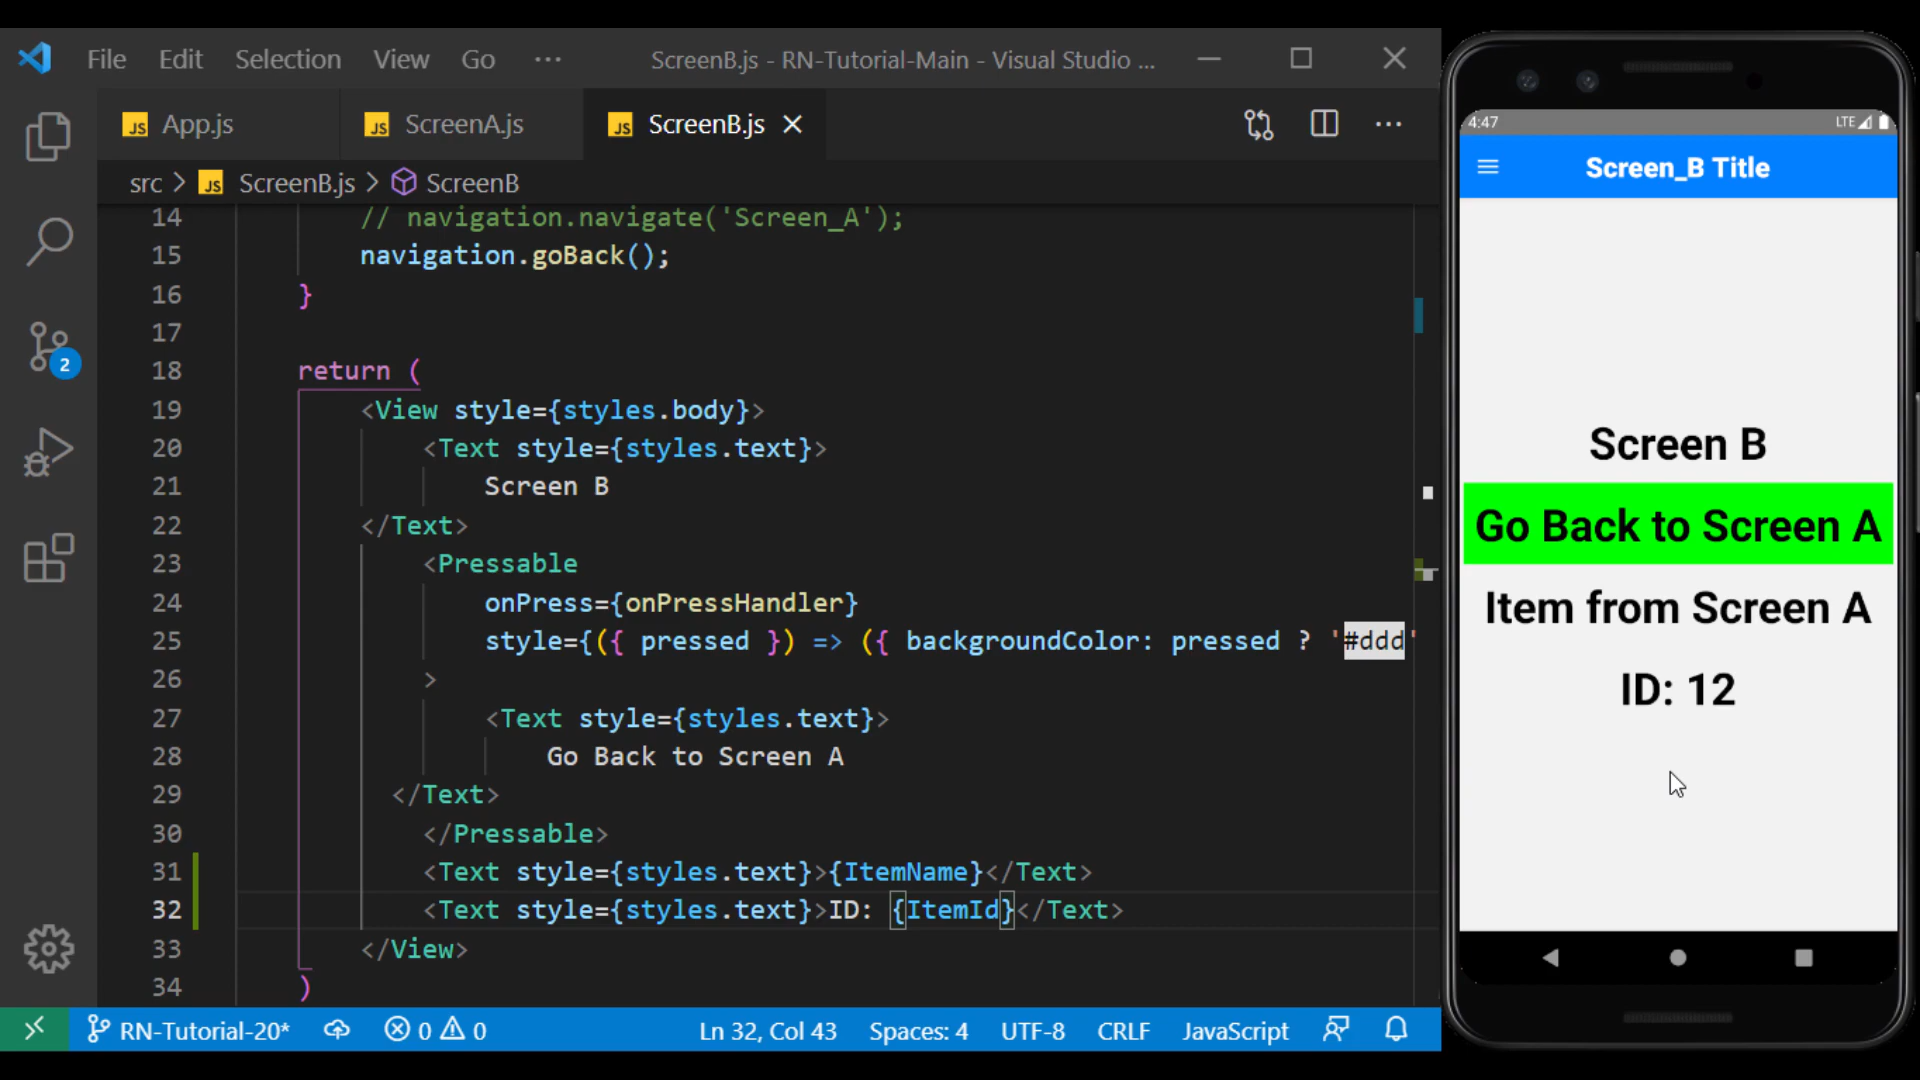 File Edit Selection View Go ··· ScreenB.js - RN-Tutorial-Main - Visual Studio ...
JS App.js JS ScreenA.js JS ScreenB.js
src > JS ScreenB.js > ScreenB
14 // navigation.navigate('Screen_A');
15 navigation.goBack();
16 }
17
18 return (
19 <View style={styles.body}>
20 <Text style={styles.text}>
21 Screen B
22 </Text>
23 <Pressable
24 onPress={onPressHandler}
25 style={({ pressed }) => ({ backgroundColor: pressed ? '#ddd'
26 >
27 <Text style={styles.text}>
28 Go Back to Screen A
29 </Text>
30 </Pressable>
31 <Text style={styles.text}>{ItemName}</Text>
32 <Text style={styles.text}>ID: {ItemId}</Text>
33 </View>
34 )
2
RN-Tutorial-20* 0 0 Ln 32, Col 43 Spaces: 4 UTF-8 CRLF JavaScript
4:47 LTE
Screen_B Title
Screen B
Go Back to Screen A
Item from Screen A
ID: 12